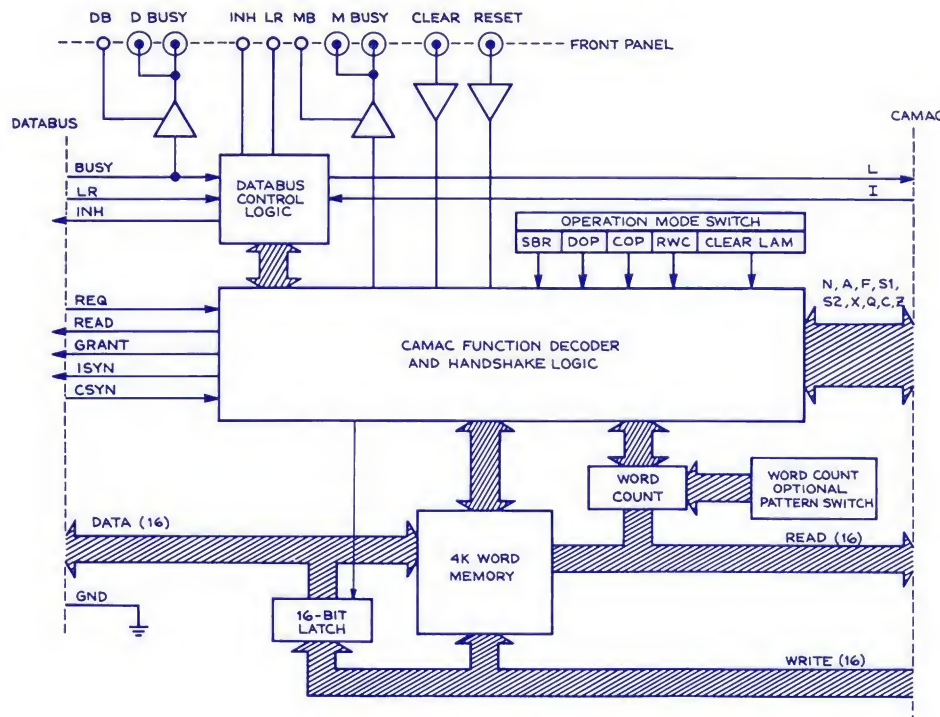 DB D BUSY INH LR MB M BUSY CLEAR RESET
FRONT PANEL
DATABUS
CAMAC
BUSY
LR
INH
DATABUS
CONTROL
LOGIC
L
I
OPERATION MODE SWITCH
SBR DOP COP RWC CLEAR LAM
N, A, F, S1,
S2, X, Q, C, Z
REQ
READ
GRANT
ISYN
CSYN
CAMAC FUNCTION DECODER
AND HANDSHAKE LOGIC
WORD
COUNT
WORD COUNT
OPTIONAL
PATTERN SWITCH
DATA (16)
4K WORD
MEMORY
READ (16)
GND
16-BIT
LATCH
WRITE (16)